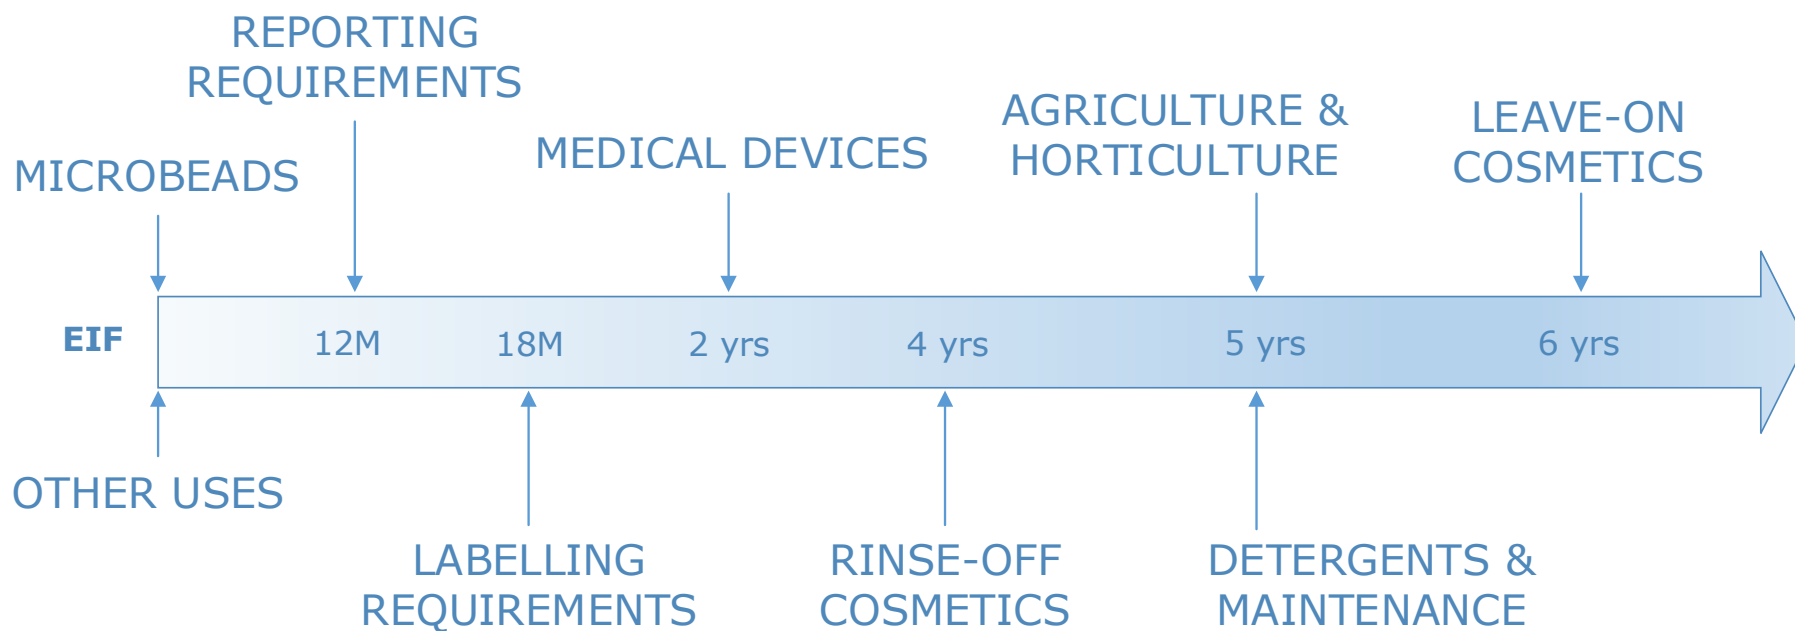 REPORTING
REQUIREMENTS
MICROBEADS
MEDICAL DEVICES
AGRICULTURE &
HORTICULTURE
LEAVE-ON
COSMETICS
EIF
12M
18M
2 yrs
4 yrs
5 yrs
6 yrs
OTHER USES
LABELLING
REQUIREMENTS
RINSE-OFF
COSMETICS
DETERGENTS &
MAINTENANCE